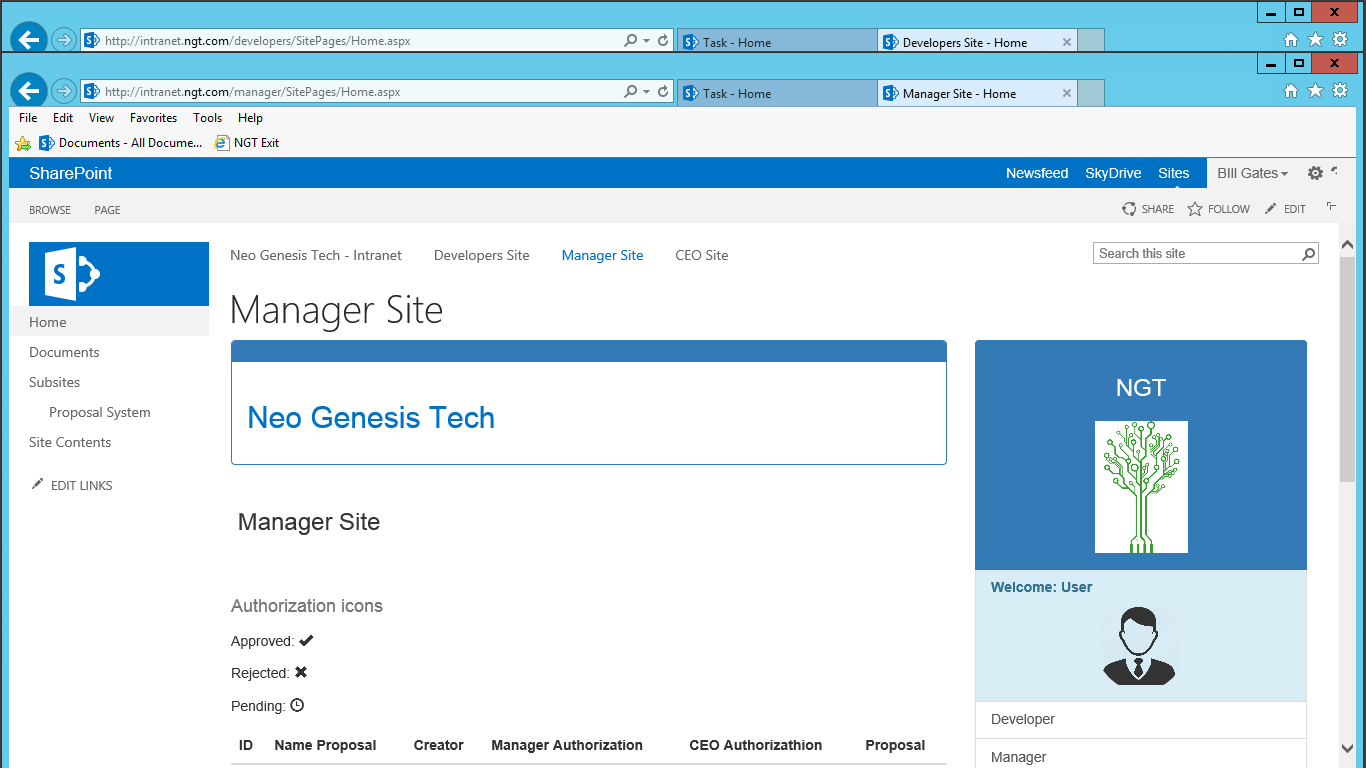 http://intranet.ngt.com/developers/SitePages/Home.aspx
Task - Home
Developers Site - Home
http://intranet.ngt.com/manager/SitePages/Home.aspx
Task - Home
Manager Site - Home
File Edit View Favorites Tools Help
Documents - All Docume... NGT Exit
SharePoint
Newsfeed SkyDrive Sites BIll Gates
BROWSE PAGE
SHARE FOLLOW EDIT
Neo Genesis Tech - Intranet Developers Site Manager Site CEO Site
Search this site
Manager Site
Home
Documents
Subsites
Proposal System
Site Contents
EDIT LINKS
Neo Genesis Tech
Manager Site
Authorization icons
Approved:
Rejected:
Pending:
ID Name Proposal Creator Manager Authorization CEO Authorizathion Proposal
NGT
Welcome: User
Developer
Manager